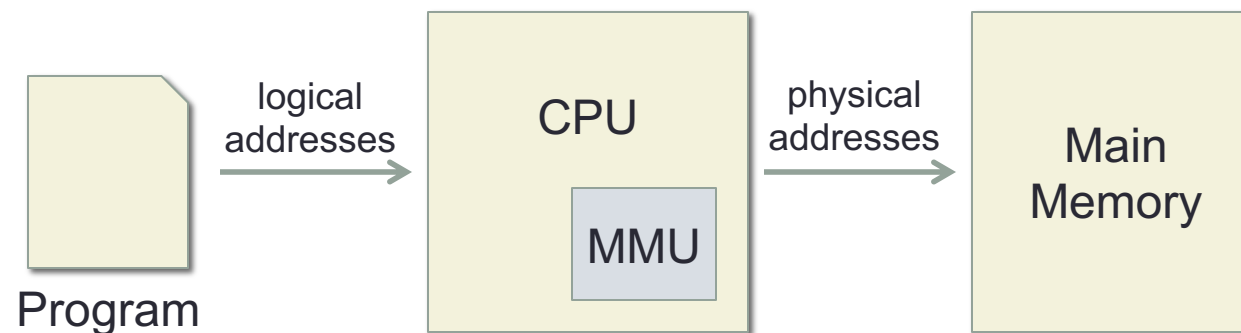 logical
addresses
CPU
MMU
physical
addresses
Main
Memory
Program